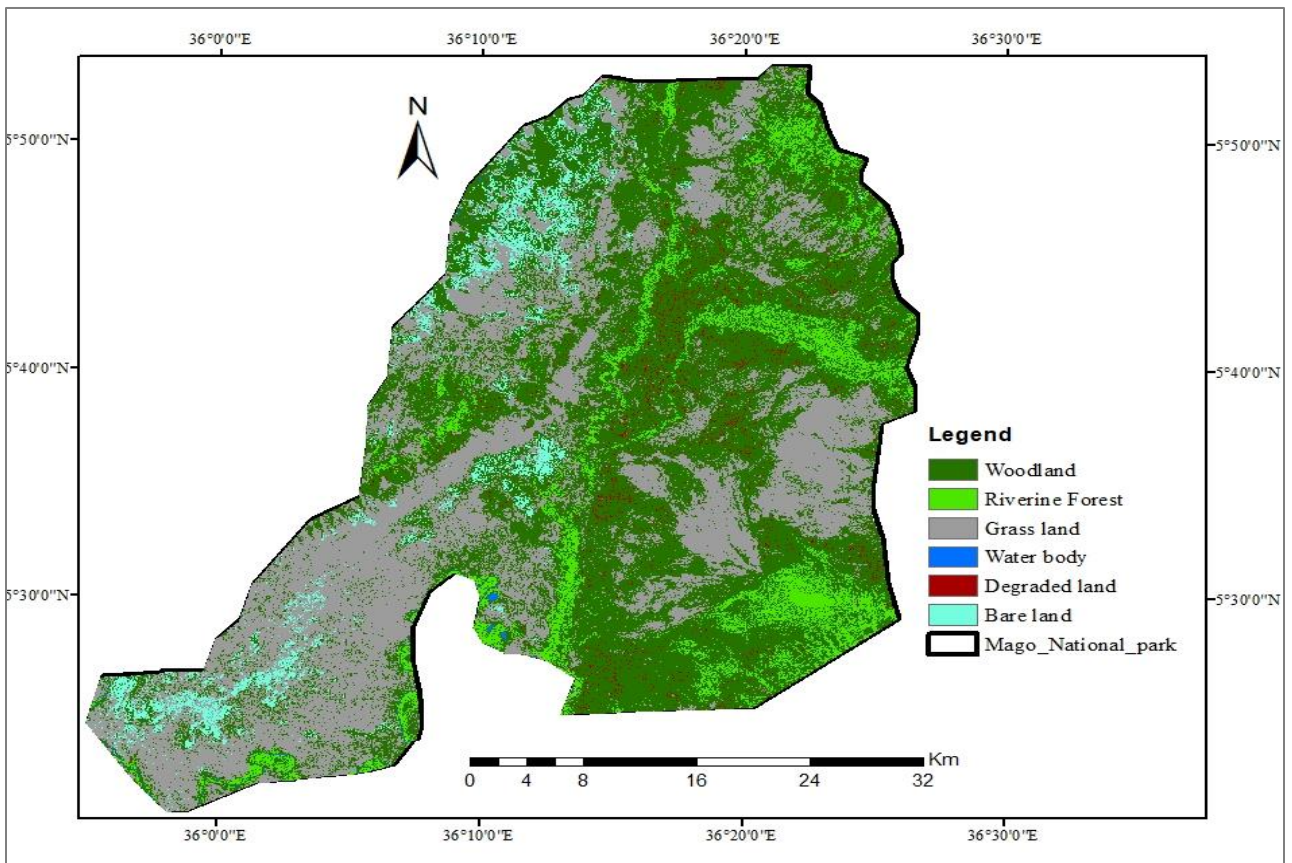 36°0'0"E 36°10'0"E 36°20'0"E 36°30'0"E
N
5°50'0"N 5°50'0"N
5°40'0"N 5°40'0"N
Legend
Woodland
Riverine Forest
Grass land
Water body
Degraded land
Bare land
Mago_National_park
5°30'0"N 5°30'0"N
Km
0 4 8 16 24 32
36°0'0"E 36°10'0"E 36°20'0"E 36°30'0"E